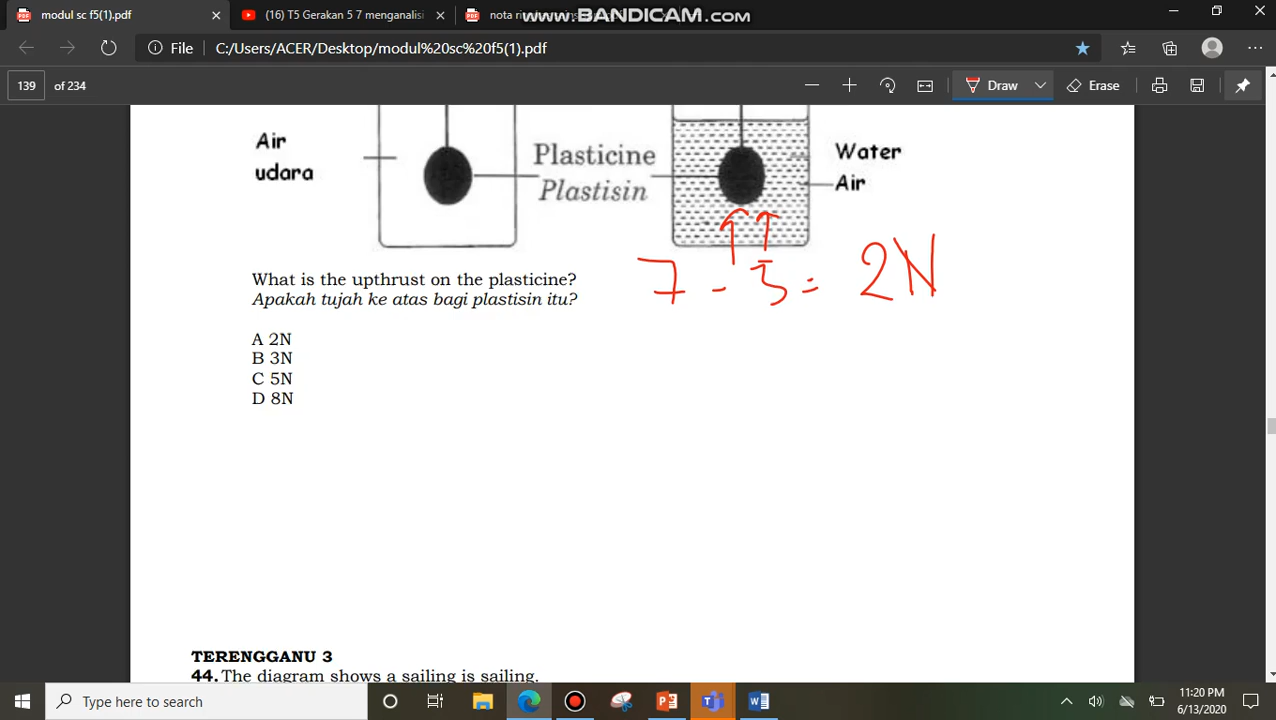 modul sc f5(1).pdf
(16) T5 Gerakan 5 7 menganalisi
nota ri
www.BANDICAM.com
File
C:/Users/ACER/Desktop/modul%20sc%20f5(1).pdf
139 of 234
Draw
Erase
Air
udara
Plasticine
Plastisin
Water
Air
What is the upthrust on the plasticine?
Apakah tujah ke atas bagi plastisin itu?
7 - 5 = 2N
A 2N
B 3N
C 5N
D 8N
TERENGGANU 3
44. The diagram shows a sailing is sailing.
Type here to search
11:20 PM
6/13/2020